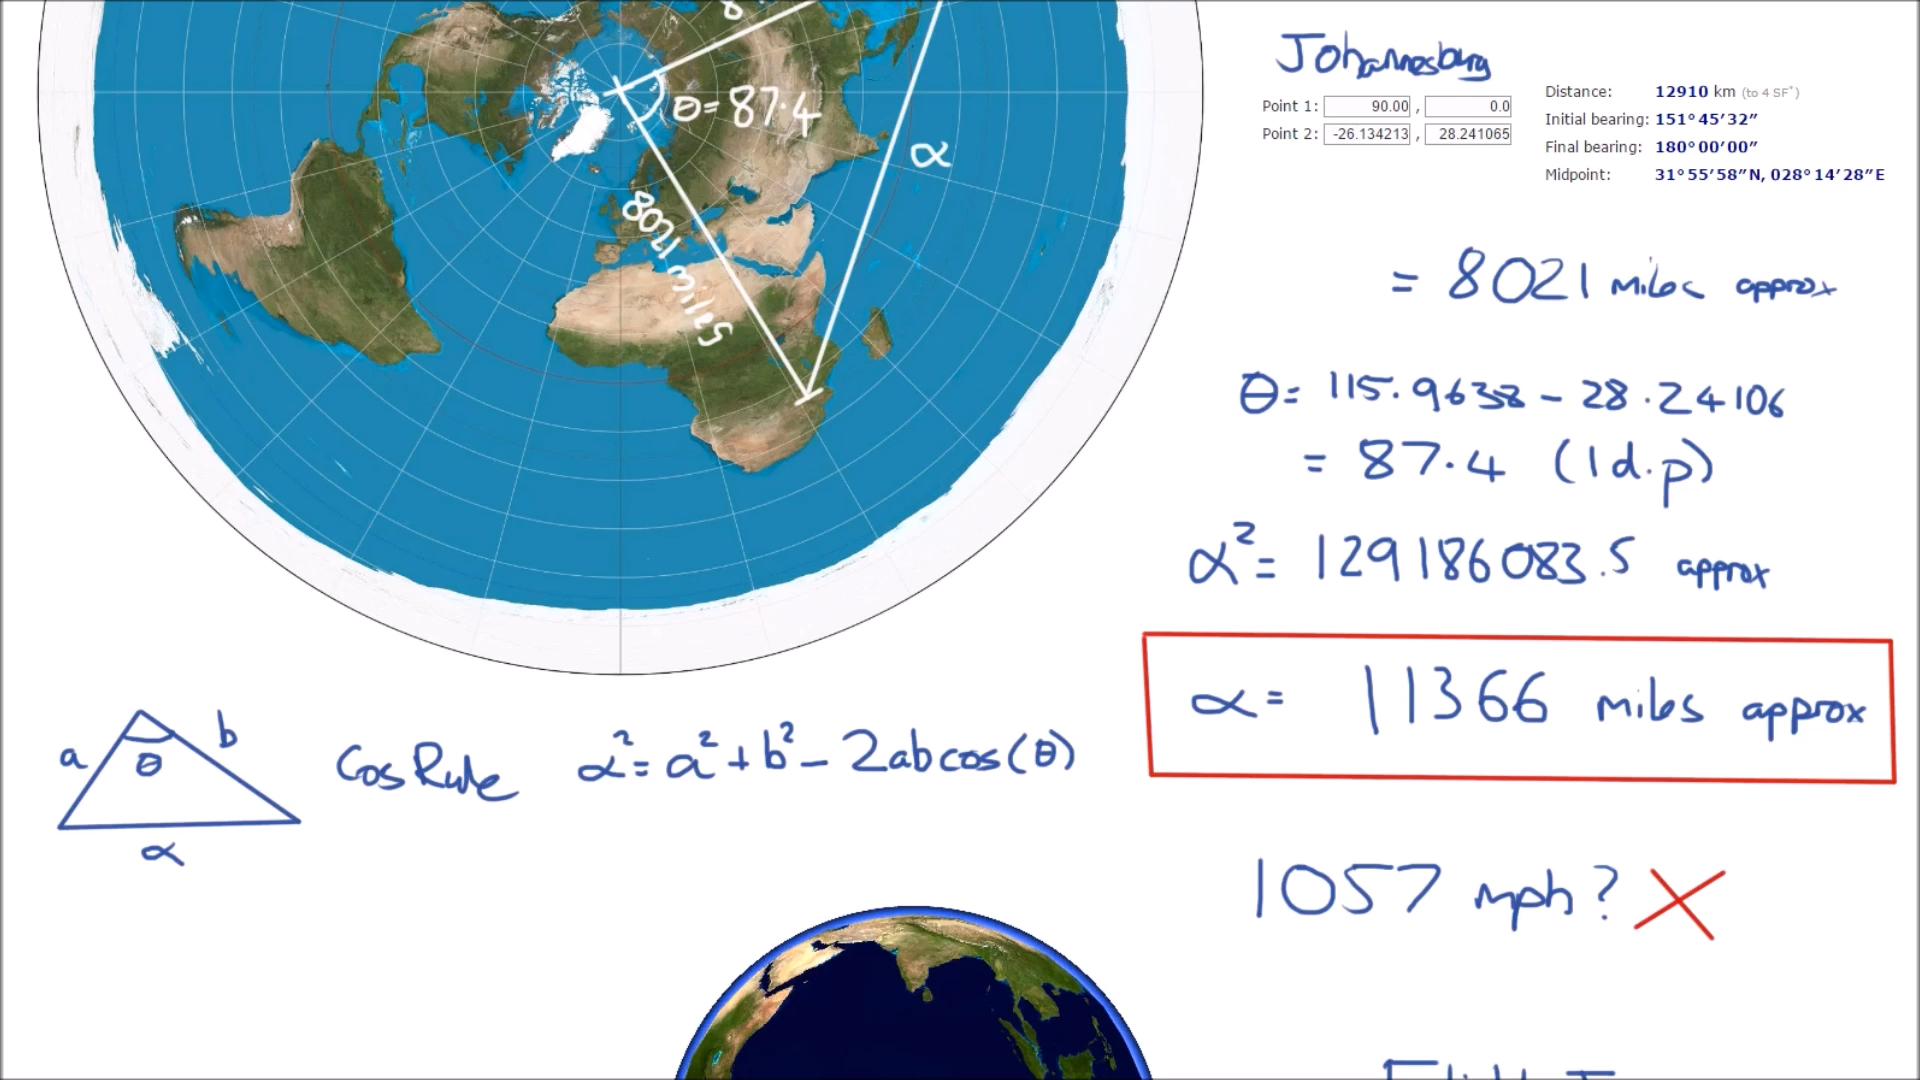 8
θ= 87.4
α
8021 miles
Johannesburg
Point 1: 90.00 , 0.0
Point 2: -26.134213 , 28.241065
Distance: 12910 km (to 4 SF*)
Initial bearing: 151°45′32″
Final bearing: 180°00′00″
Midpoint: 31°55′58″N, 028°14′28″E
= 8021 miles approx
θ= 115.9638 - 28.24106
= 87.4 (1 d.p)
α²= 129186083.5 approx
α= 11366 miles approx
a θ b
α
Cos Rule α²= a²+b²- 2abcos(θ)
1057 mph?